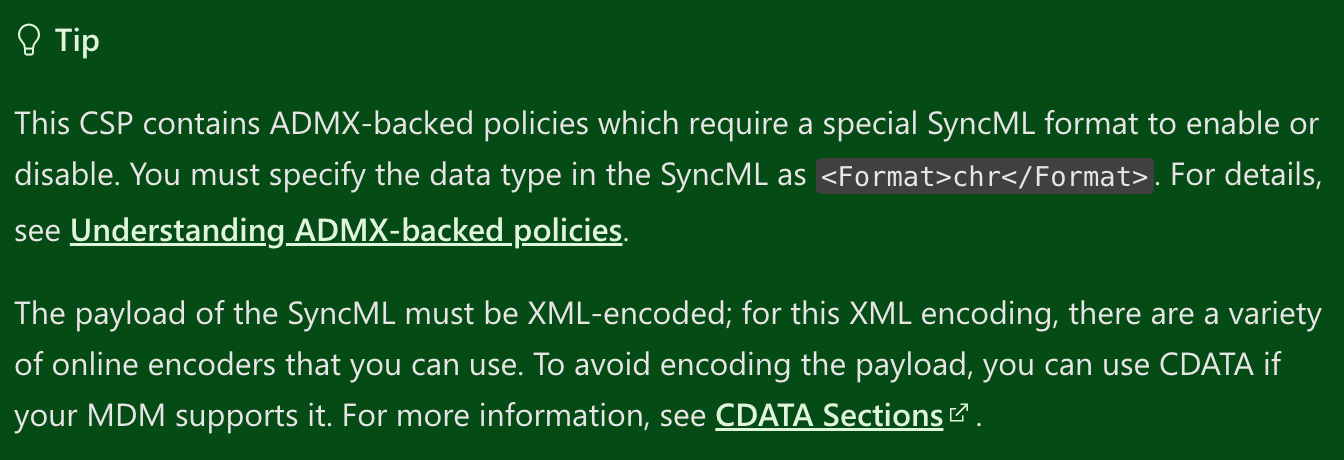 Tip
This CSP contains ADMX-backed policies which require a special SyncML format to enable or
disable. You must specify the data type in the SyncML as <Format>chr</Format>. For details,
see Understanding ADMX-backed policies.
The payload of the SyncML must be XML-encoded; for this XML encoding, there are a variety
of online encoders that you can use. To avoid encoding the payload, you can use CDATA if
your MDM supports it. For more information, see CDATA Sections.